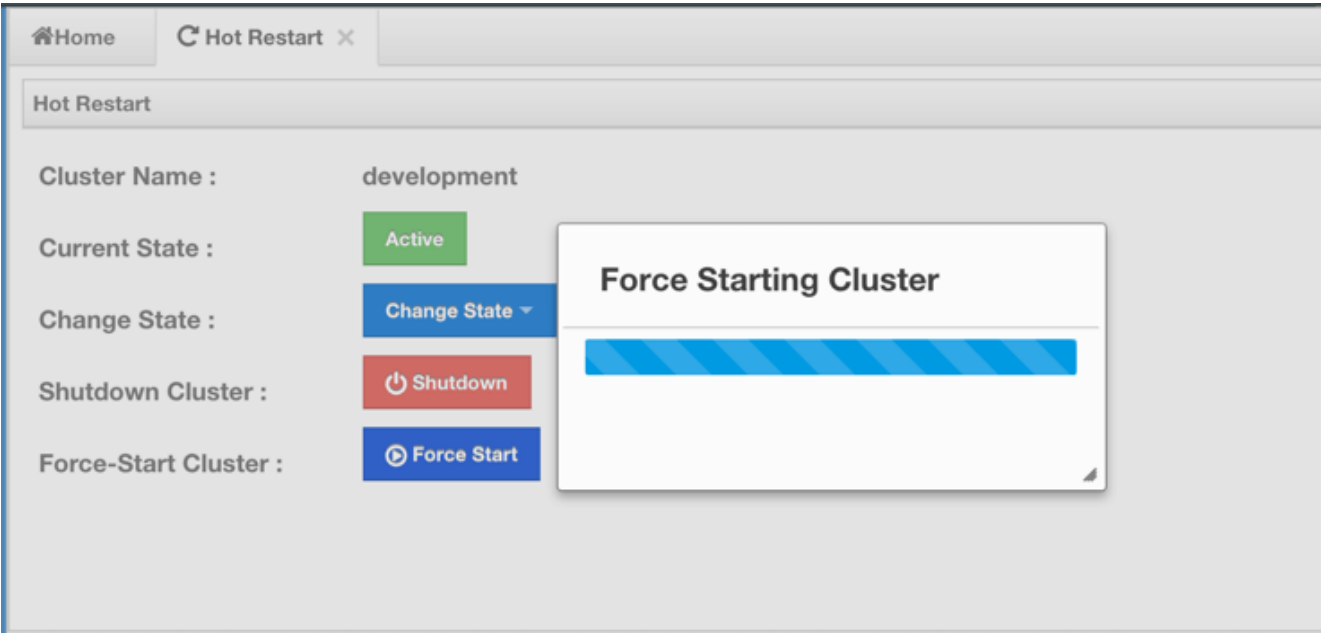 Home
Hot Restart
Hot Restart
Cluster Name : development
Current State : Active
Change State : Change State
Shutdown Cluster : Shutdown
Force-Start Cluster : Force Start
Force Starting Cluster